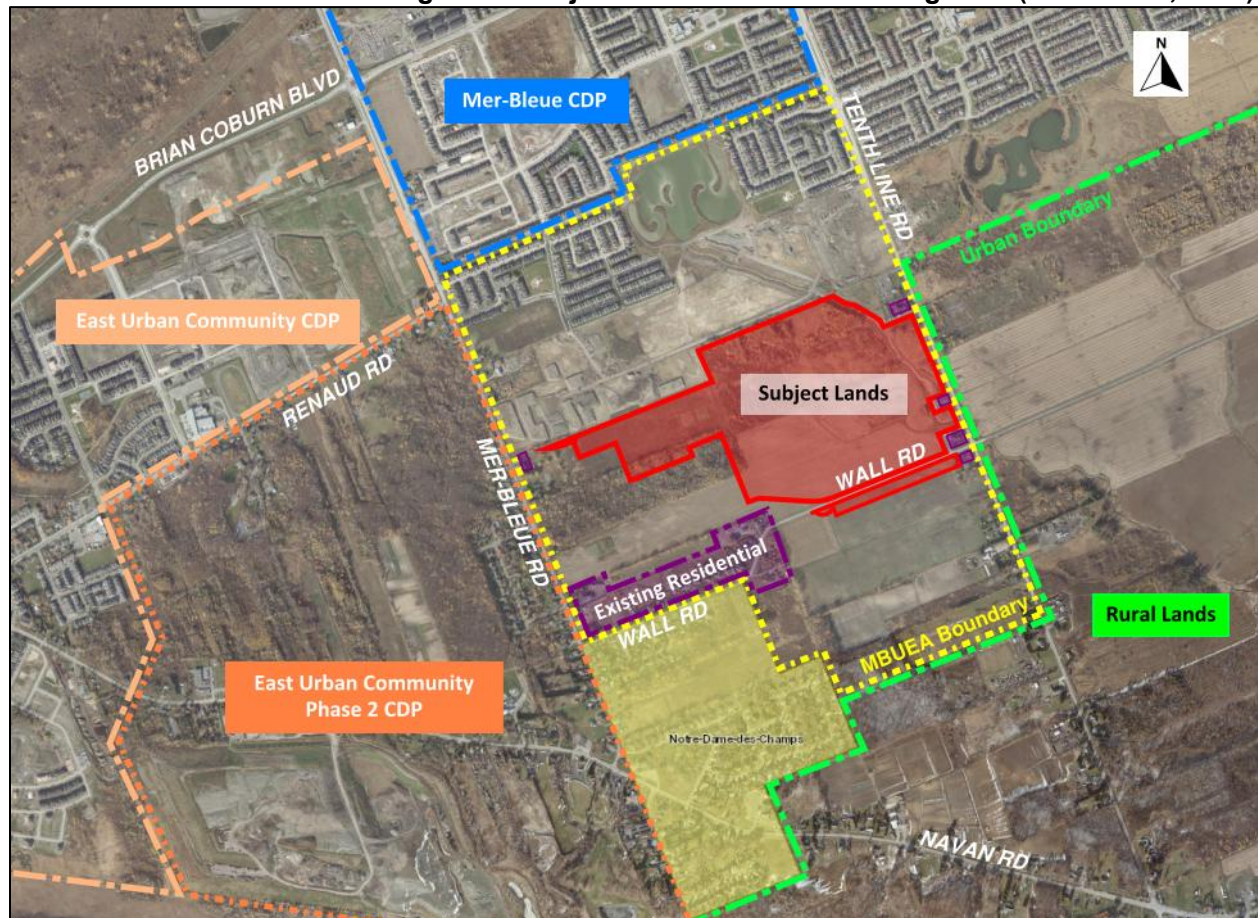 N
BRIAN COBURN BLVD
Mer-Bleue CDP
TENTH LINE RD
Urban Boundary
East Urban Community CDP
RENAUD RD
Subject Lands
MER-BLEUE RD
WALL RD
Existing Residential
WALL RD
Rural Lands
MBUEA Boundary
East Urban Community
Phase 2 CDP
Notre-Dame-des-Champs
NAVAN RD